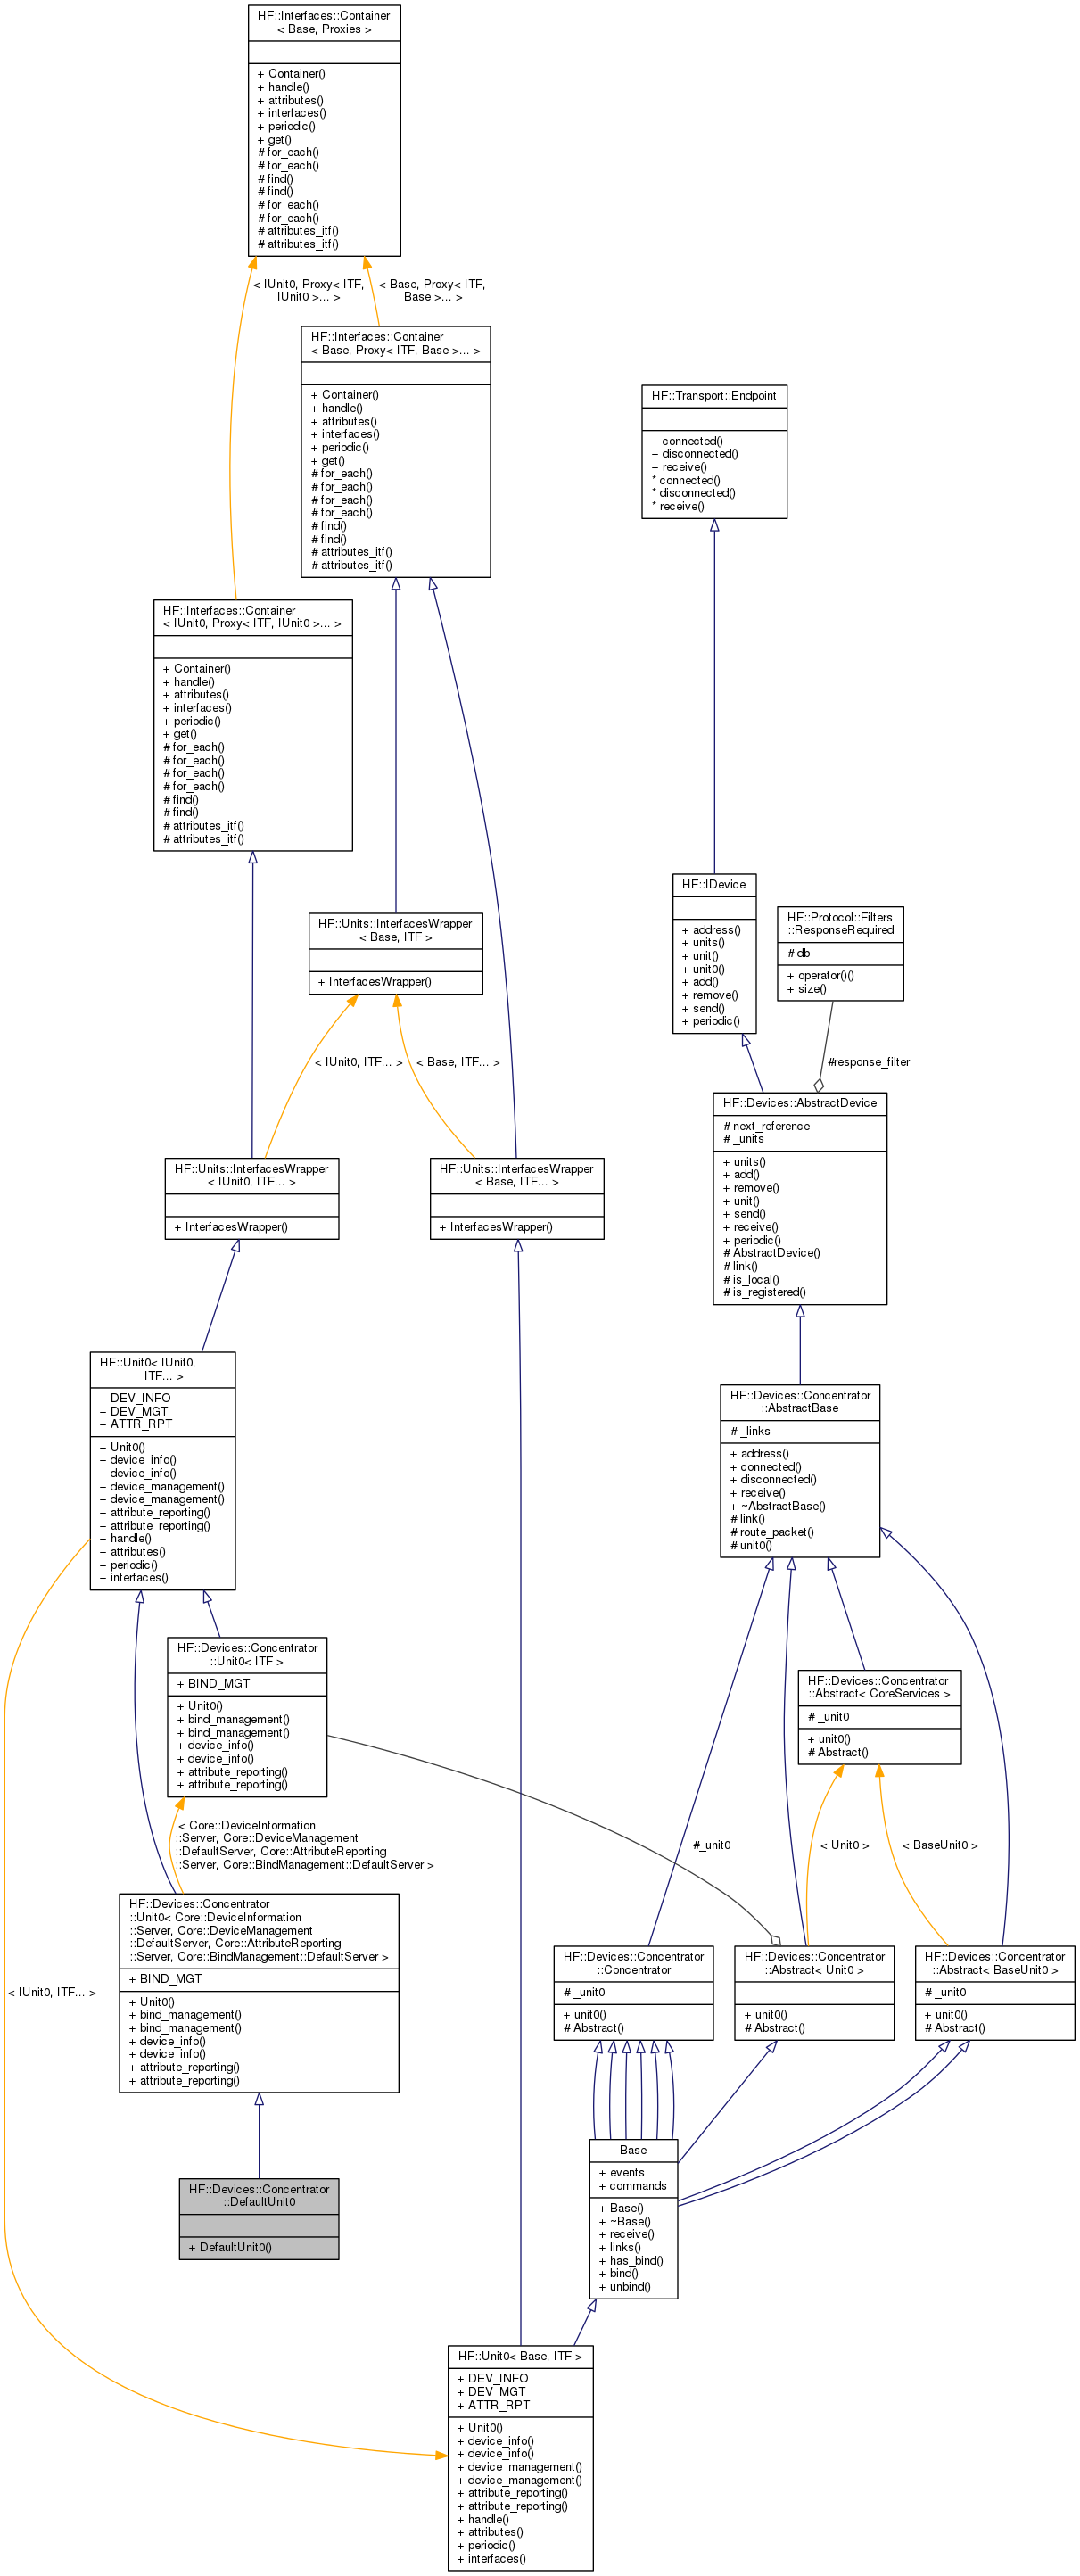 HF::Interfaces::Container
< Base, Proxies >
+ Container()
+ handle()
+ attributes()
+ interfaces()
+ periodic()
+ get()
# for_each()
# for_each()
# find()
# find()
# for_each()
# for_each()
# attributes_itf()
# attributes_itf()
< IUnit0, Proxy< ITF,
IUnit0 >... >
< Base, Proxy< ITF,
Base >... >
HF::Interfaces::Container
< Base, Proxy< ITF, Base >... >
+ Container()
+ handle()
+ attributes()
+ interfaces()
+ periodic()
+ get()
# for_each()
# for_each()
# for_each()
# for_each()
# find()
# find()
# attributes_itf()
# attributes_itf()
HF::Transport::Endpoint
+ connected()
+ disconnected()
+ receive()
* connected()
* disconnected()
* receive()
HF::Interfaces::Container
< IUnit0, Proxy< ITF, IUnit0 >... >
+ Container()
+ handle()
+ attributes()
+ interfaces()
+ periodic()
+ get()
# for_each()
# for_each()
# for_each()
# for_each()
# find()
# find()
# attributes_itf()
# attributes_itf()
HF::IDevice
+ address()
+ units()
+ unit()
+ unit0()
+ add()
+ remove()
+ send()
+ periodic()
HF::Protocol::Filters
::ResponseRequired
# db
+ operator()()
+ size()
HF::Units::InterfacesWrapper
< Base, ITF >
+ InterfacesWrapper()
< IUnit0, ITF... >
< Base, ITF... >
#response_filter
HF::Devices::AbstractDevice
# next_reference
# _units
+ units()
+ add()
+ remove()
+ unit()
+ send()
+ receive()
+ periodic()
# AbstractDevice()
# link()
# is_local()
# is_registered()
HF::Units::InterfacesWrapper
< IUnit0, ITF... >
+ InterfacesWrapper()
HF::Units::InterfacesWrapper
< Base, ITF... >
+ InterfacesWrapper()
HF::Unit0< IUnit0,
ITF... >
+ DEV_INFO
+ DEV_MGT
+ ATTR_RPT
+ Unit0()
+ device_info()
+ device_info()
+ device_management()
+ device_management()
+ attribute_reporting()
+ attribute_reporting()
+ handle()
+ attributes()
+ periodic()
+ interfaces()
HF::Devices::Concentrator
::AbstractBase
# _links
+ address()
+ connected()
+ disconnected()
+ receive()
+ ~AbstractBase()
# link()
# route_packet()
# unit0()
HF::Devices::Concentrator
::Unit0< ITF >
+ BIND_MGT
+ Unit0()
+ bind_management()
+ bind_management()
+ device_info()
+ device_info()
+ attribute_reporting()
+ attribute_reporting()
HF::Devices::Concentrator
::Abstract< CoreServices >
# _unit0
+ unit0()
# Abstract()
< Core::DeviceInformation
::Server, Core::DeviceManagement
::DefaultServer, Core::AttributeReporting
::Server, Core::BindManagement::DefaultServer >
#_unit0
< Unit0 >
< BaseUnit0 >
HF::Devices::Concentrator
::Unit0< Core::DeviceInformation
::Server, Core::DeviceManagement
::DefaultServer, Core::AttributeReporting
::Server, Core::BindManagement::DefaultServer >
+ BIND_MGT
+ Unit0()
+ bind_management()
+ bind_management()
+ device_info()
+ device_info()
+ attribute_reporting()
+ attribute_reporting()
< IUnit0, ITF... >
HF::Devices::Concentrator
::Concentrator
# _unit0
+ unit0()
# Abstract()
HF::Devices::Concentrator
::Abstract< Unit0 >
+ unit0()
# Abstract()
HF::Devices::Concentrator
::Abstract< BaseUnit0 >
# _unit0
+ unit0()
# Abstract()
HF::Devices::Concentrator
::DefaultUnit0
+ DefaultUnit0()
Base
+ events
+ commands
+ Base()
+ ~Base()
+ receive()
+ links()
+ has_bind()
+ bind()
+ unbind()
HF::Unit0< Base, ITF >
+ DEV_INFO
+ DEV_MGT
+ ATTR_RPT
+ Unit0()
+ device_info()
+ device_info()
+ device_management()
+ device_management()
+ attribute_reporting()
+ attribute_reporting()
+ handle()
+ attributes()
+ periodic()
+ interfaces()